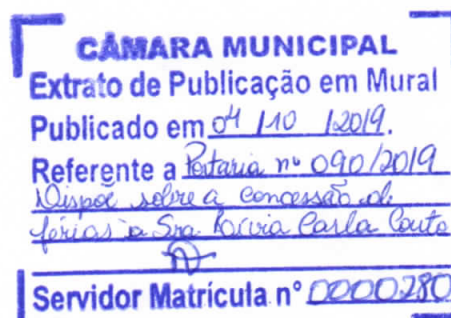 CÂMARA MUNICIPAL
Extrato de Publicação em Mural
Publicado em 04 / 10 / 2019.
Referente a Portaria nº 090/2019
Dispõe sobre a concessão de
férias a Sra Carla Couto
Servidor Matrícula n° 0000280